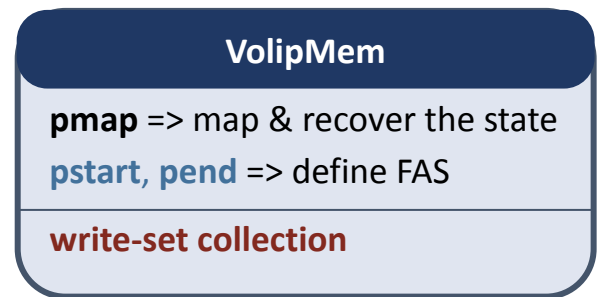 VolipMem
pmap => map & recover the state
pstart, pend => define FAS
write-set collection